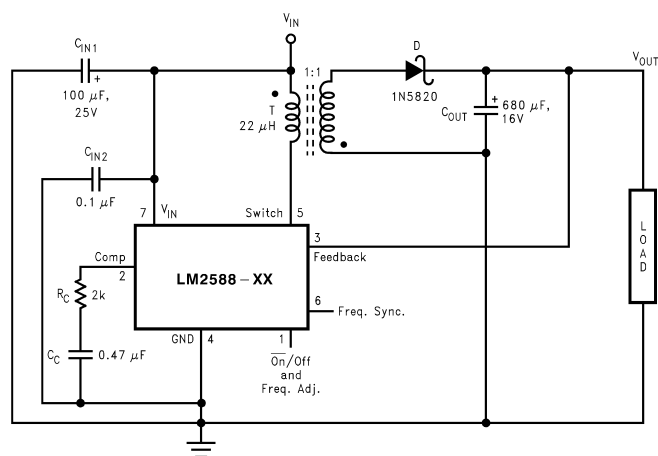 V_IN
C_IN1
+
100 μF,
25V
1:1
D
1N5820
V_OUT
T
22 μH
C_OUT
+
680 μF,
16V
C_IN2
0.1 μF
7
V_IN
Switch
5
LOAD
Comp
2
LM2588-XX
3
Feedback
R_C
2k
6
Freq. Sync.
C_C
0.47 μF
GND
4
1
O̅n̅/Off
and
Freq. Adj.